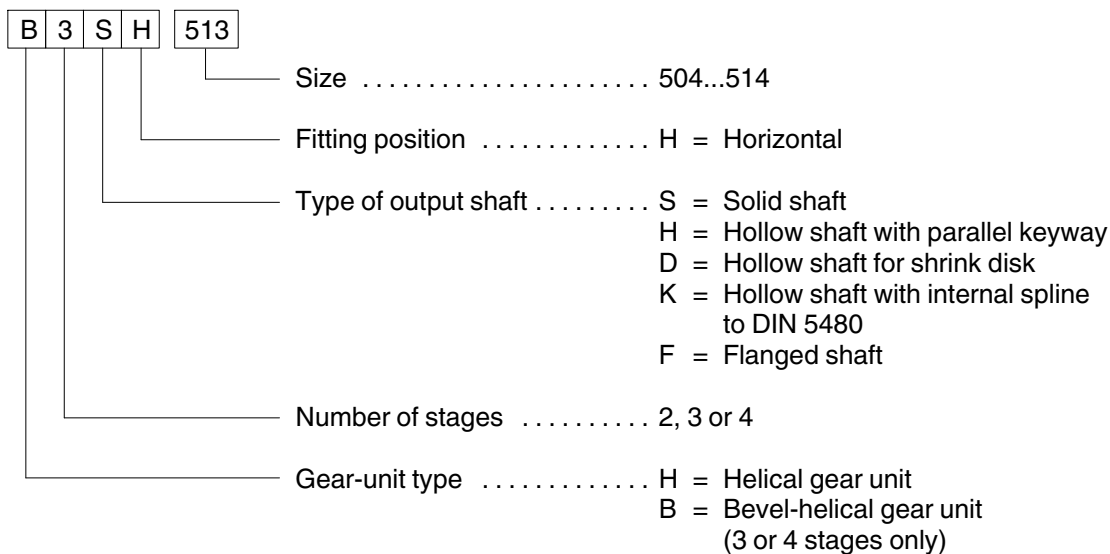 B 3 S H 513
Size ...................... 504...514
Fitting position ............. H = Horizontal
Type of output shaft ......... S = Solid shaft
H = Hollow shaft with parallel keyway
D = Hollow shaft for shrink disk
K = Hollow shaft with internal spline
to DIN 5480
F = Flanged shaft
Number of stages .......... 2, 3 or 4
Gear-unit type ............. H = Helical gear unit
B = Bevel-helical gear unit
(3 or 4 stages only)